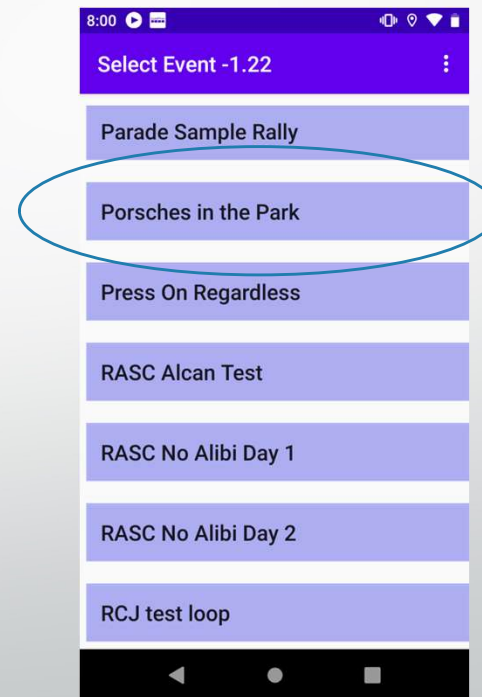 8:00
Select Event -1.22
Parade Sample Rally
Porsches in the Park
Press On Regardless
RASC Alcan Test
RASC No Alibi Day 1
RASC No Alibi Day 2
RCJ test loop